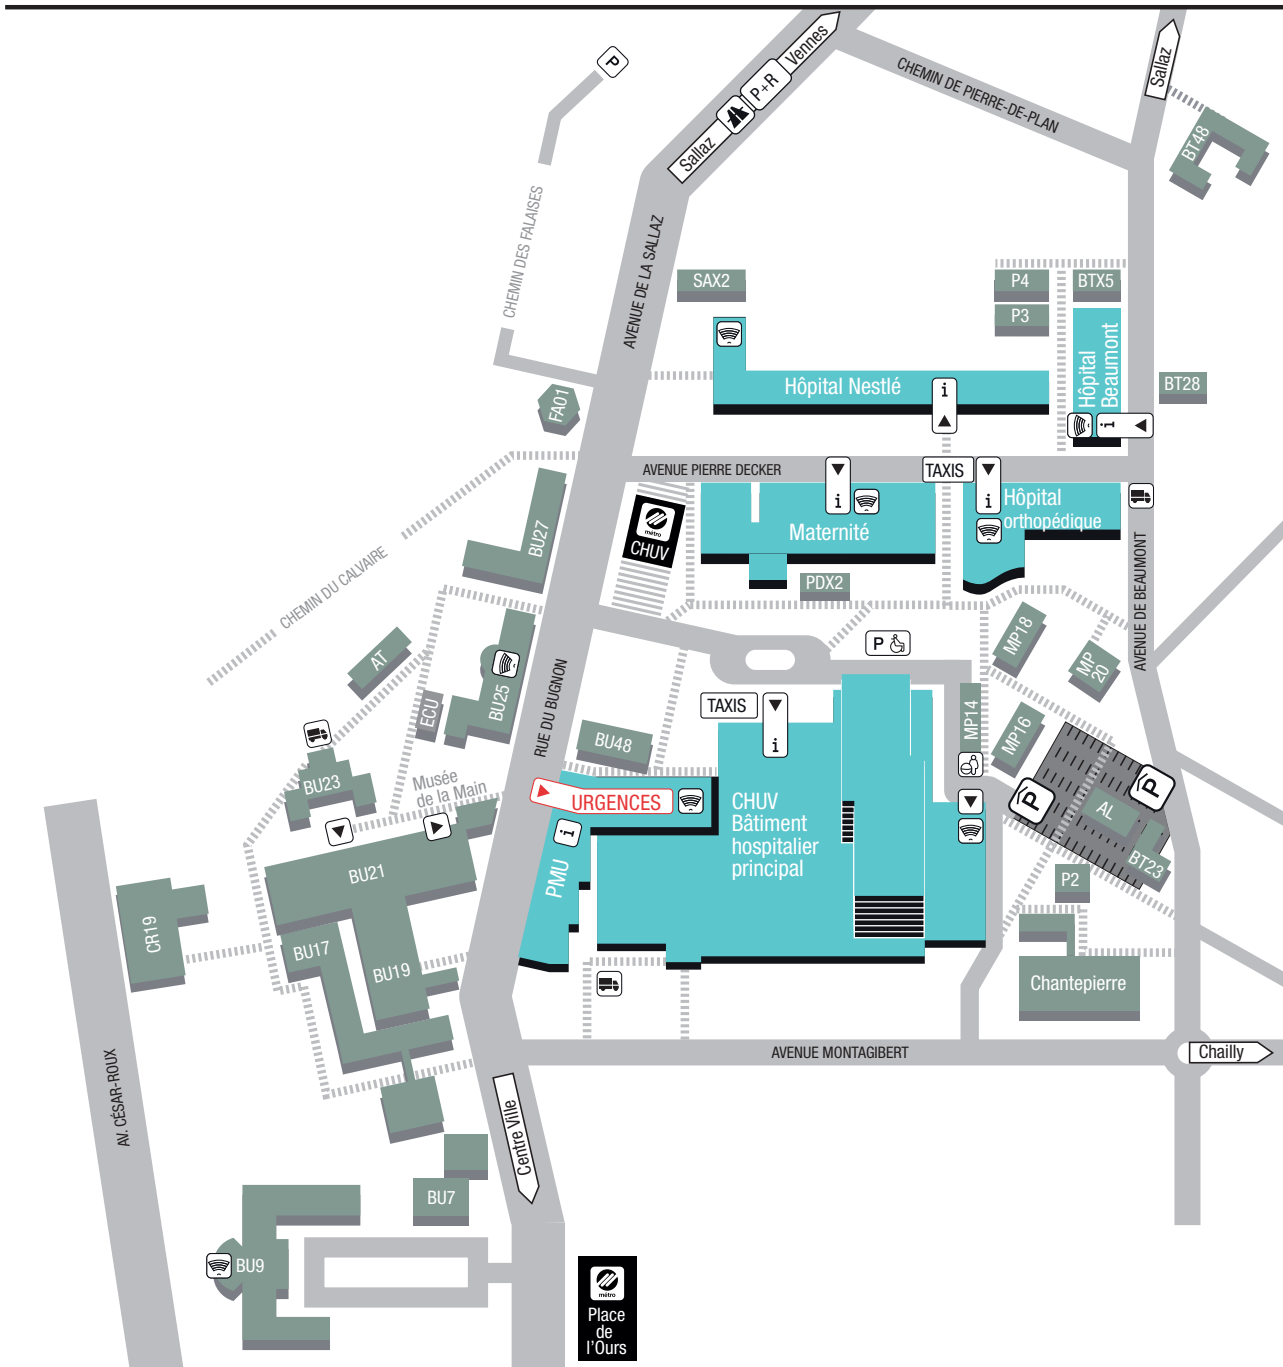 P
Vennes
P+R
Sallaz
CHEMIN DE PIERRE-DE-PLAN
Sallaz
BT48
CHEMIN DES FALAISES
AVENUE DE LA SALLAZ
SAX2
P4
BTX5
P3
Hôpital Nestlé
i
Hôpital
Beaumont
i
BT28
FA01
AVENUE PIERRE DECKER
TAXIS
i
i
Hôpital
orthopédique
Maternité
BU27
métro
CHUV
CHEMIN DU CALVAIRE
PDX2
AVENUE DE BEAUMONT
MP18
MP
20
P
AT
ECU
BU25
RUE DU BUGNON
BU48
TAXIS
i
MP14
MP16
BU23
Musée
de la Main
URGENCES
i
PMU
CHUV
Bâtiment
hospitalier
principal
P
P
AL
BT23
P2
BU21
CR19
BU17
BU19
Chantepierre
AVENUE MONTAGIBERT
Chailly
AV. CÉSAR-ROUX
Centre Ville
BU7
BU9
métro
Place
de
l'Ours